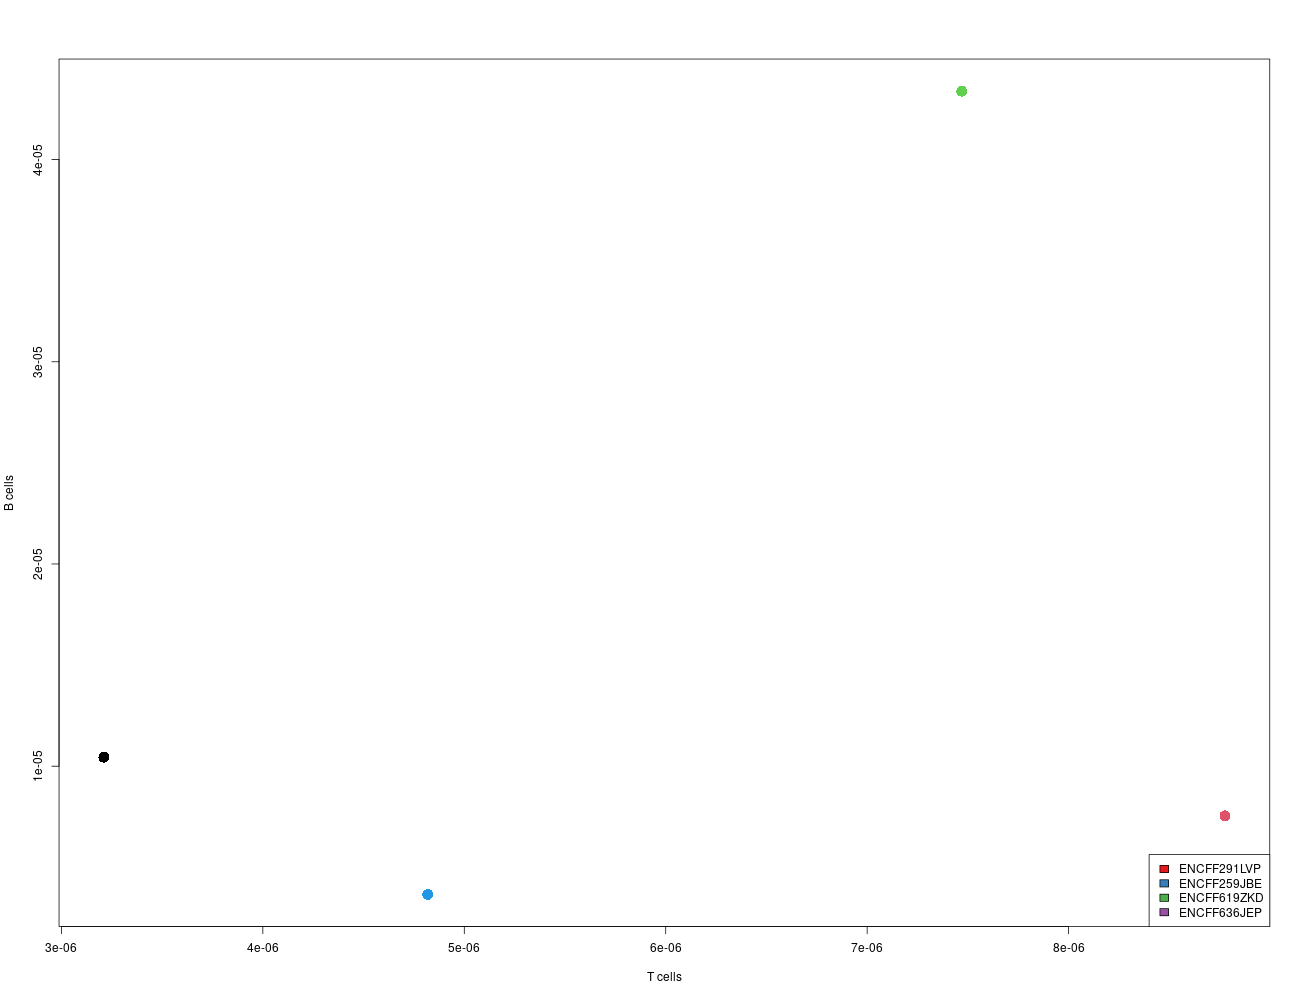 4e-05
3e-05
2e-05
1e-05
B cells
3e-06 4e-06 5e-06 6e-06 7e-06 8e-06
T cells
ENCFF291LVP
ENCFF259JBE
ENCFF619ZKD
ENCFF636JEP